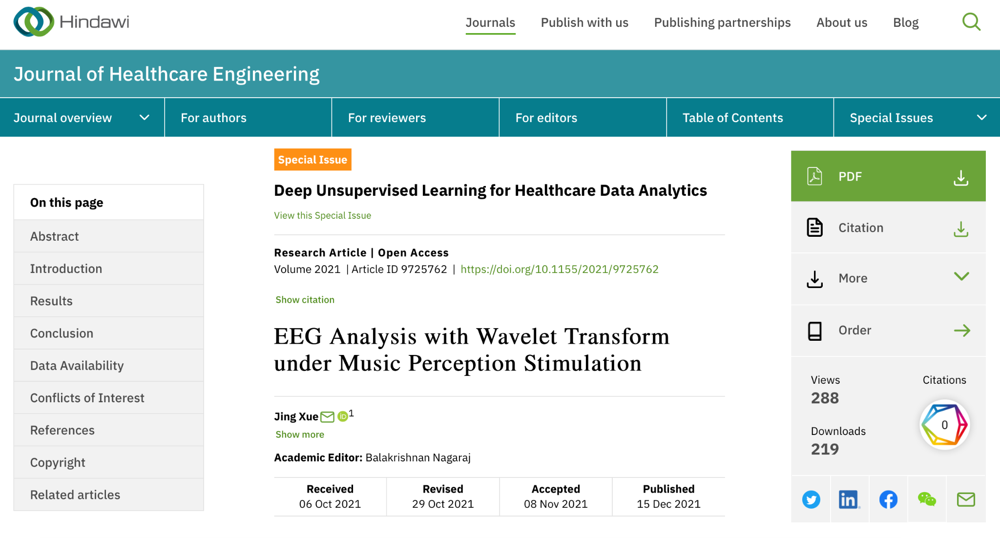 Hindawi
Journals
Publish with us
Publishing partnerships
About us
Blog
Journal of Healthcare Engineering
Journal overview
For authors
For reviewers
For editors
Table of Contents
Special Issues
On this page
Abstract
Introduction
Results
Conclusion
Data Availability
Conflicts of Interest
References
Copyright
Related articles
Special Issue
Deep Unsupervised Learning for Healthcare Data Analytics
View this Special Issue
Research Article | Open Access
Volume 2021 | Article ID 9725762 | https://doi.org/10.1155/2021/9725762
Show citation
EEG Analysis with Wavelet Transform
under Music Perception Stimulation
Jing Xue iD 1
Show more
Academic Editor: Balakrishnan Nagaraj
Received
06 Oct 2021
Revised
29 Oct 2021
Accepted
08 Nov 2021
Published
15 Dec 2021
PDF
Citation
More
Order
Views
288
Citations
0
Downloads
219
in